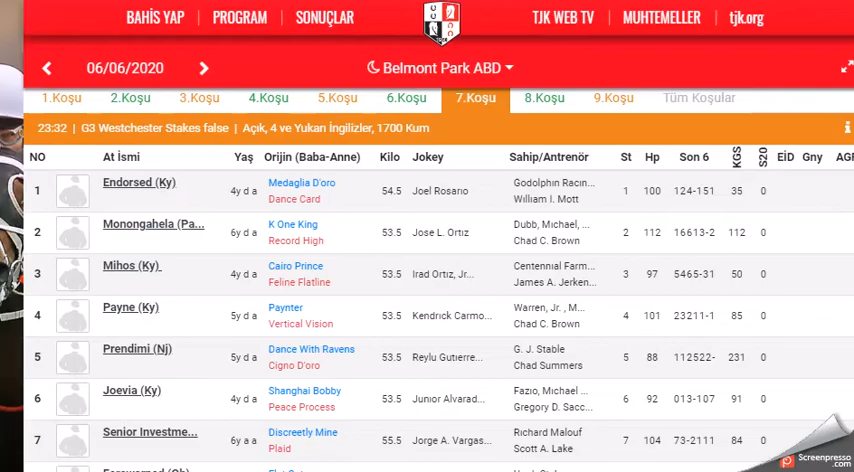 BAHİS YAP | PROGRAM | SONUÇLAR TJK WEB TV | MUHTEMELLER | tjk.org
06/06/2020 Belmont Park ABD
1.Koşu 2.Koşu 3.Koşu 4.Koşu 5.Koşu 6.Koşu 7.Koşu 8.Koşu 9.Koşu Tüm Koşular
23:32 | G3 Westchester Stakes false | Açık, 4 ve Yukarı İngilizler, 1700 Kum
NO At İsmi Yaş Orijin (Baba-Anne) Kilo Jokey Sahip/Antrenör St Hp Son 6 KGS S20 EİD Gny AGF
1 Endorsed (Ky) 4y d a Medaglia D'oro 54.5 Joel Rosario Godolphin Racin... 1 100 124-151 35 0
Dance Card William I. Mott
2 Monongahela (Pa... 6y d a K One King 53.5 Jose L. Ortiz Dubb, Michael, ... 2 112 16613-2 112 0
Record High Chad C. Brown
3 Mihos (Ky) 4y d a Cairo Prince 53.5 Irad Ortiz, Jr... Centennial Farm... 3 97 5465-31 50 0
Feline Flatline James A. Jerken...
4 Payne (Ky) 5y d a Paynter 53.5 Kendrick Carmo... Warren, Jr. , M... 4 101 23211-1 85 0
Vertical Vision Chad C. Brown
5 Prendimi (Nj) 5y d a Dance With Ravens 53.5 Reylu Gutierre... G. J. Stable 5 88 112522- 231 0
Cigno D'oro Chad Summers
6 Joevia (Ky) 4y d a Shanghai Bobby 53.5 Junior Alvarad... Fazio, Michael ... 6 92 013-107 91 0
Peace Process Gregory D. Sacc...
7 Senior Investme... 6y a a Discreetly Mine 55.5 Jorge A. Vargas... Richard Malouf 7 104 73-2111 84 0
Plaid Scott A. Lake
Screenpresso
.com